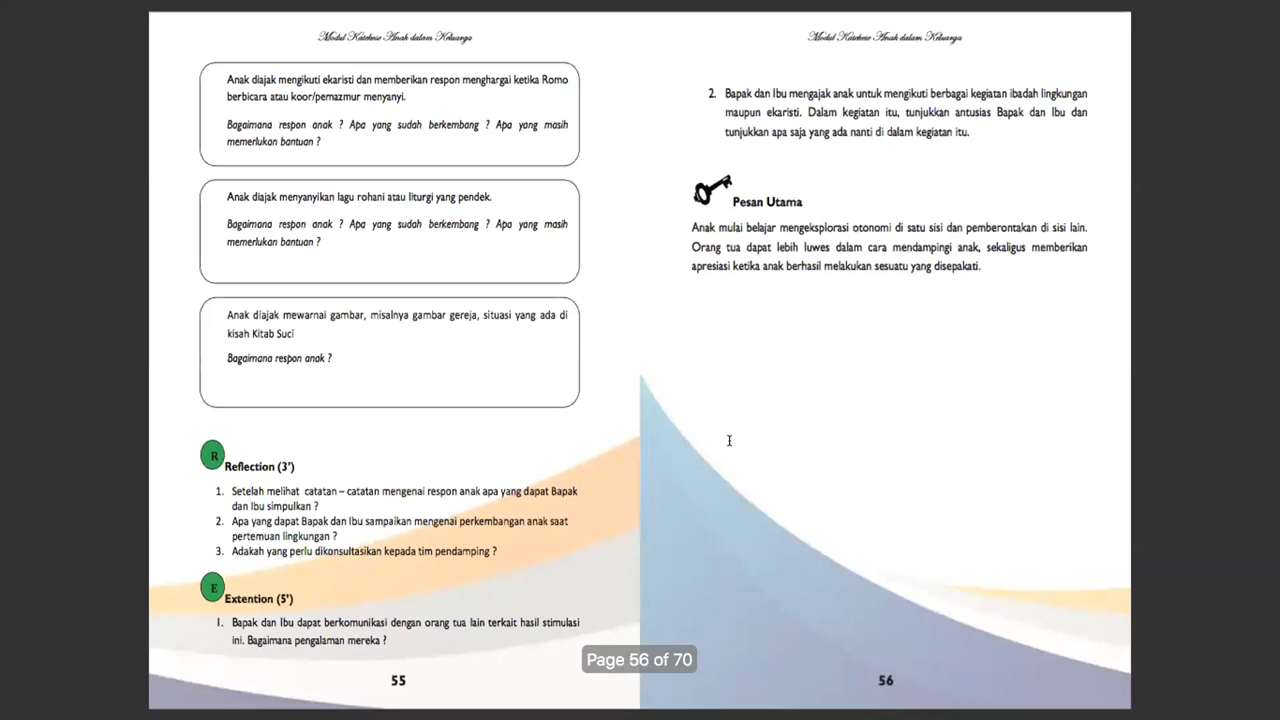 Modul Katekese Anak dalam Keluarga
Anak diajak mengikuti ekaristi dan memberikan respon menghargai ketika Romo
berbicara atau koor/pemazmur menyanyi.
Bagaimana respon anak ? Apa yang sudah berkembang ? Apa yang masih
memerlukan bantuan ?
Anak diajak menyanyikan lagu rohani atau liturgi yang pendek.
Bagaimana respon anak ? Apa yang sudah berkembang ? Apa yang masih
memerlukan bantuan ?
Anak diajak mewarnai gambar, misalnya gambar gereja, situasi yang ada di
kisah Kitab Suci
Bagaimana respon anak ?
R
Reflection (3')
1. Setelah melihat catatan – catatan mengenai respon anak apa yang dapat Bapak
dan Ibu simpulkan ?
2. Apa yang dapat Bapak dan Ibu sampaikan mengenai perkembangan anak saat
pertemuan lingkungan ?
3. Adakah yang perlu dikonsultasikan kepada tim pendamping ?
E
Extention (5')
1. Bapak dan Ibu dapat berkomunikasi dengan orang tua lain terkait hasil stimulasi
ini. Bagaimana pengalaman mereka ?
55
Modul Katekese Anak dalam Keluarga
2. Bapak dan Ibu mengajak anak untuk mengikuti berbagai kegiatan ibadah lingkungan
maupun ekaristi. Dalam kegiatan itu, tunjukkan antusias Bapak dan Ibu dan
tunjukkan apa saja yang ada nanti di dalam kegiatan itu.
Pesan Utama
Anak mulai belajar mengeksplorasi otonomi di satu sisi dan pemberontakan di sisi lain.
Orang tua dapat lebih luwes dalam cara mendampingi anak, sekaligus memberikan
apresiasi ketika anak berhasil melakukan sesuatu yang disepakati.
56
Page 56 of 70